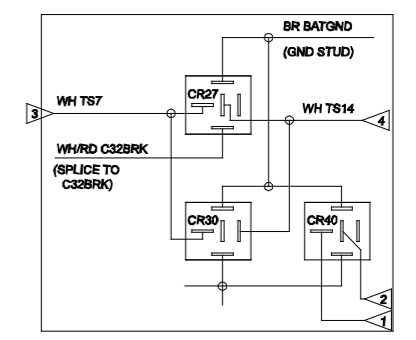 BR BATGND
(GND STUD)
CR27
WH TS7
WH TS14
3
4
WH/RD C32BRK
(SPLICE TO
C32BRK)
CR30
CR40
2
1